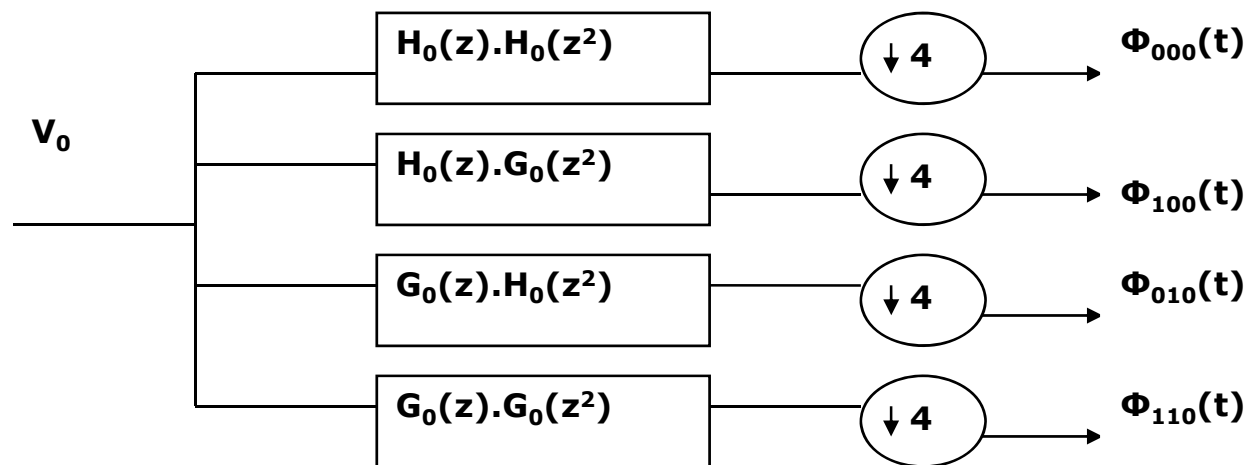 H₀(z).H₀(z²) ↓ 4 Φ₀₀₀(t)
V₀
H₀(z).G₀(z²) ↓ 4 Φ₁₀₀(t)
G₀(z).H₀(z²) ↓ 4 Φ₀₁₀(t)
G₀(z).G₀(z²) ↓ 4 Φ₁₁₀(t)